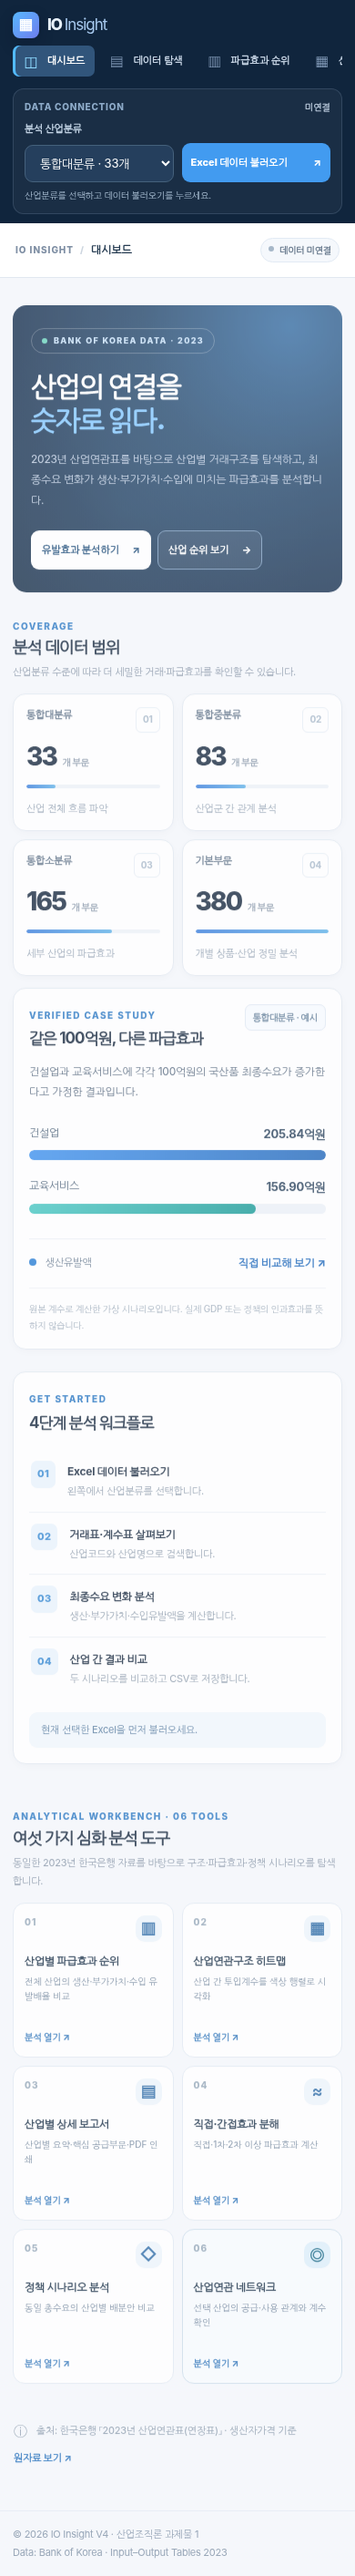 IO Insight
대시보드
데이터 탐색
파급효과 순위
DATA CONNECTION
미연결
분석 산업분류
통합대분류 · 33개
Excel 데이터 불러오기 ↗
산업분류를 선택하고 데이터 불러오기를 누르세요.
IO INSIGHT / 대시보드
데이터 미연결
BANK OF KOREA DATA · 2023
산업의 연결을
숫자로 읽다.
2023년 산업연관표를 바탕으로 산업별 거래구조를 탐색하고, 최
종수요 변화가 생산·부가가치·수입에 미치는 파급효과를 분석합니
다.
유발효과 분석하기 ↗
산업 순위 보기 →
COVERAGE
분석 데이터 범위
산업분류 수준에 따라 더 세밀한 거래·파급효과를 확인할 수 있습니다.
통합대분류
01
33 개 부문
산업 전체 흐름 파악
통합중분류
02
83 개 부문
산업군 간 관계 분석
통합소분류
03
165 개 부문
세부 산업의 파급효과
기본부문
04
380 개 부문
개별 상품·산업 정밀 분석
VERIFIED CASE STUDY
통합대분류 · 예시
같은 100억원, 다른 파급효과
건설업과 교육서비스에 각각 100억원의 국산품 최종수요가 증가한
다고 가정한 결과입니다.
건설업
205.84억원
교육서비스
156.90억원
생산유발액
직접 비교해 보기 ↗
원본 계수로 계산한 가상 시나리오입니다. 실제 GDP 또는 정책의 인과효과를 뜻
하지 않습니다.
GET STARTED
4단계 분석 워크플로
01
Excel 데이터 불러오기
왼쪽에서 산업분류를 선택합니다.
02
거래표·계수표 살펴보기
산업코드와 산업명으로 검색합니다.
03
최종수요 변화 분석
생산·부가가치·수입유발액을 계산합니다.
04
산업 간 결과 비교
두 시나리오를 비교하고 CSV로 저장합니다.
현재 선택한 Excel을 먼저 불러오세요.
ANALYTICAL WORKBENCH · 06 TOOLS
여섯 가지 심화 분석 도구
동일한 2023년 한국은행 자료를 바탕으로 구조·파급효과·정책 시나리오를 탐색
합니다.
01
산업별 파급효과 순위
전체 산업의 생산·부가가치·수입 유
발배율 비교
분석 열기 ↗
02
산업연관구조 히트맵
산업 간 투입계수를 색상 행렬로 시
각화
분석 열기 ↗
03
산업별 상세 보고서
산업별 요약·핵심 공급부문·PDF 인
쇄
분석 열기 ↗
04
직접·간접효과 분해
직접·1차·2차 이상 파급효과 계산
분석 열기 ↗
05
정책 시나리오 분석
동일 총수요의 산업별 배분안 비교
분석 열기 ↗
06
산업연관 네트워크
선택 산업의 공급·사용 관계와 계수
확인
분석 열기 ↗
출처: 한국은행 「2023년 산업연관표(연장표)」 · 생산자가격 기준
원자료 보기 ↗
© 2026 IO Insight V4 · 산업조직론 과제물 1
Data: Bank of Korea · Input–Output Tables 2023